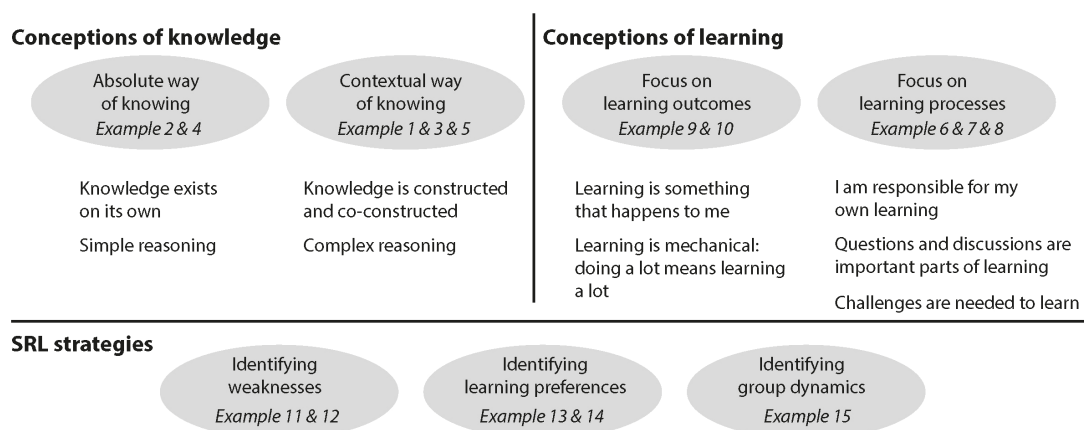 Conceptions of knowledge
Absolute way
of knowing
Example 2 & 4
Contextual way
of knowing
Example 1 & 3 & 5
Knowledge exists
on its own
Simple reasoning
Knowledge is constructed
and co-constructed
Complex reasoning
Conceptions of learning
Focus on
learning outcomes
Example 9 & 10
Focus on
learning processes
Example 6 & 7 & 8
Learning is something
that happens to me
Learning is mechanical:
doing a lot means learning
a lot
I am responsible for my
own learning
Questions and discussions are
important parts of learning
Challenges are needed to learn
SRL strategies
Identifying
weaknesses
Example 11 & 12
Identifying
learning preferences
Example 13 & 14
Identifying
group dynamics
Example 15